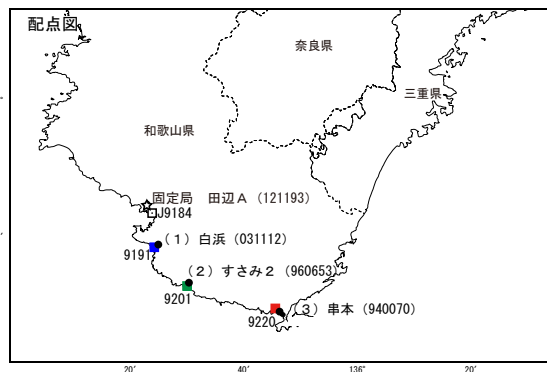 配点図
奈良県
三重県
和歌山県
固定局 田辺A (121193)
J9184
(1) 白浜 (031112)
9191
(2) すさみ2 (960653)
9201
(3) 串本 (940070)
9220
20′ 40′ 136° 20′